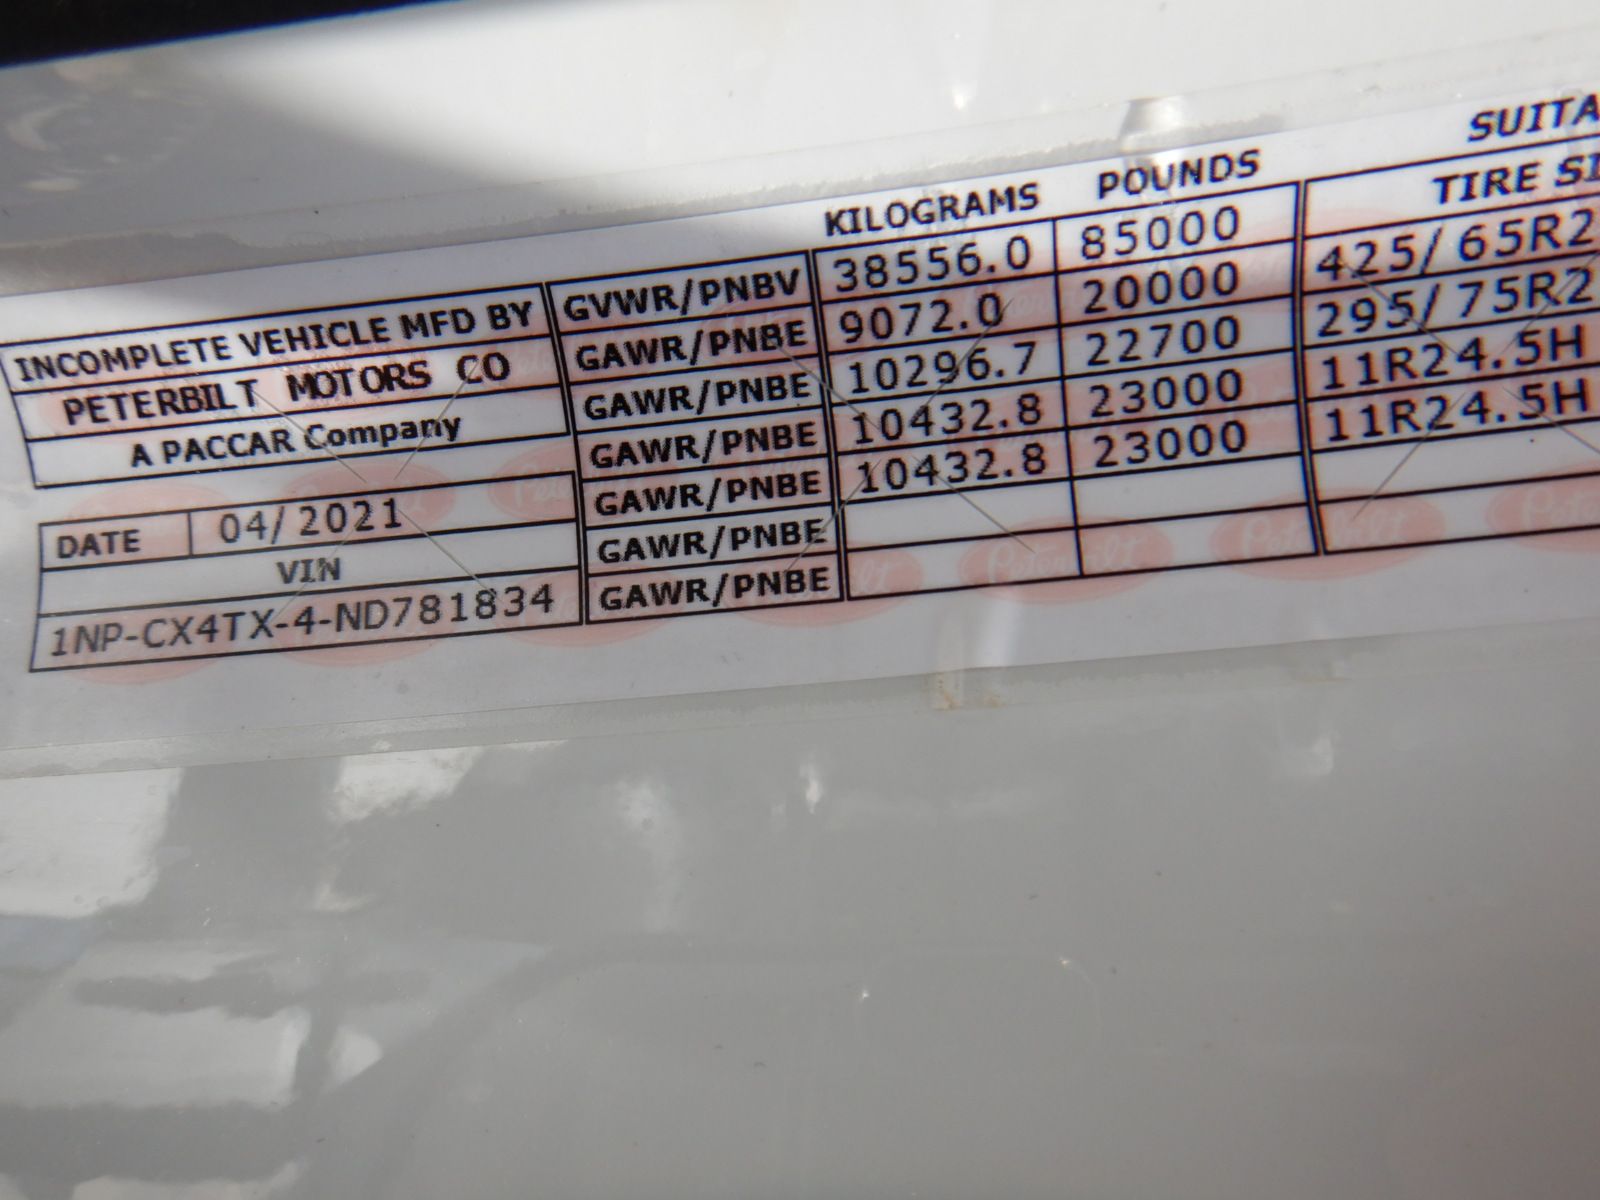 SUITA
KILOGRAMS POUNDS TIRE SI
INCOMPLETE VEHICLE MFD BY
PETERBILT MOTORS CO
A PACCAR Company
DATE 04/2021
VIN
1NP-CX4TX-4-ND781834
GVWR/PNBV 38556.0 85000
GAWR/PNBE 9072.0 20000 425/65R2
GAWR/PNBE 10296.7 22700 295/75R2
GAWR/PNBE 10432.8 23000 11R24.5H
GAWR/PNBE 10432.8 23000 11R24.5H
GAWR/PNBE
GAWR/PNBE